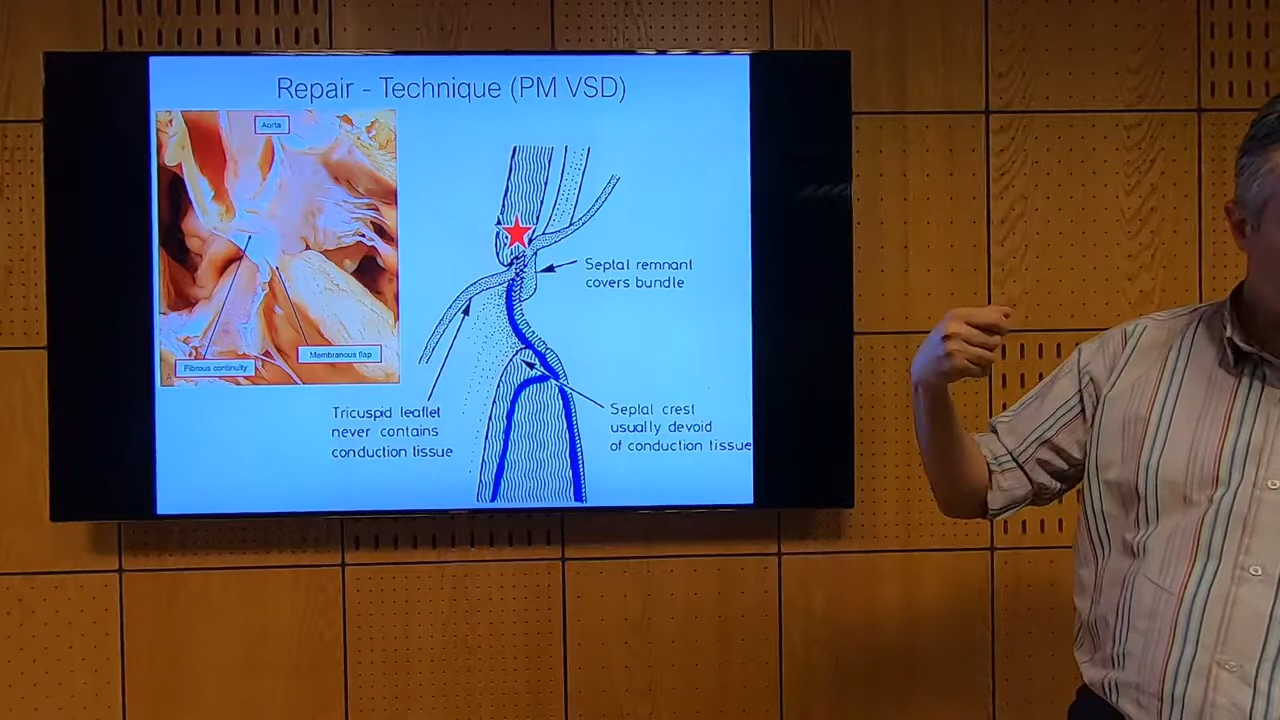 Repair - Technique (PM VSD)
Aorta
Septal remnant
covers bundle
Membranous flap
Fibrous continuity
Tricuspid leaflet
never contains
conduction tissue
Septal crest
usually devoid
of conduction tissue